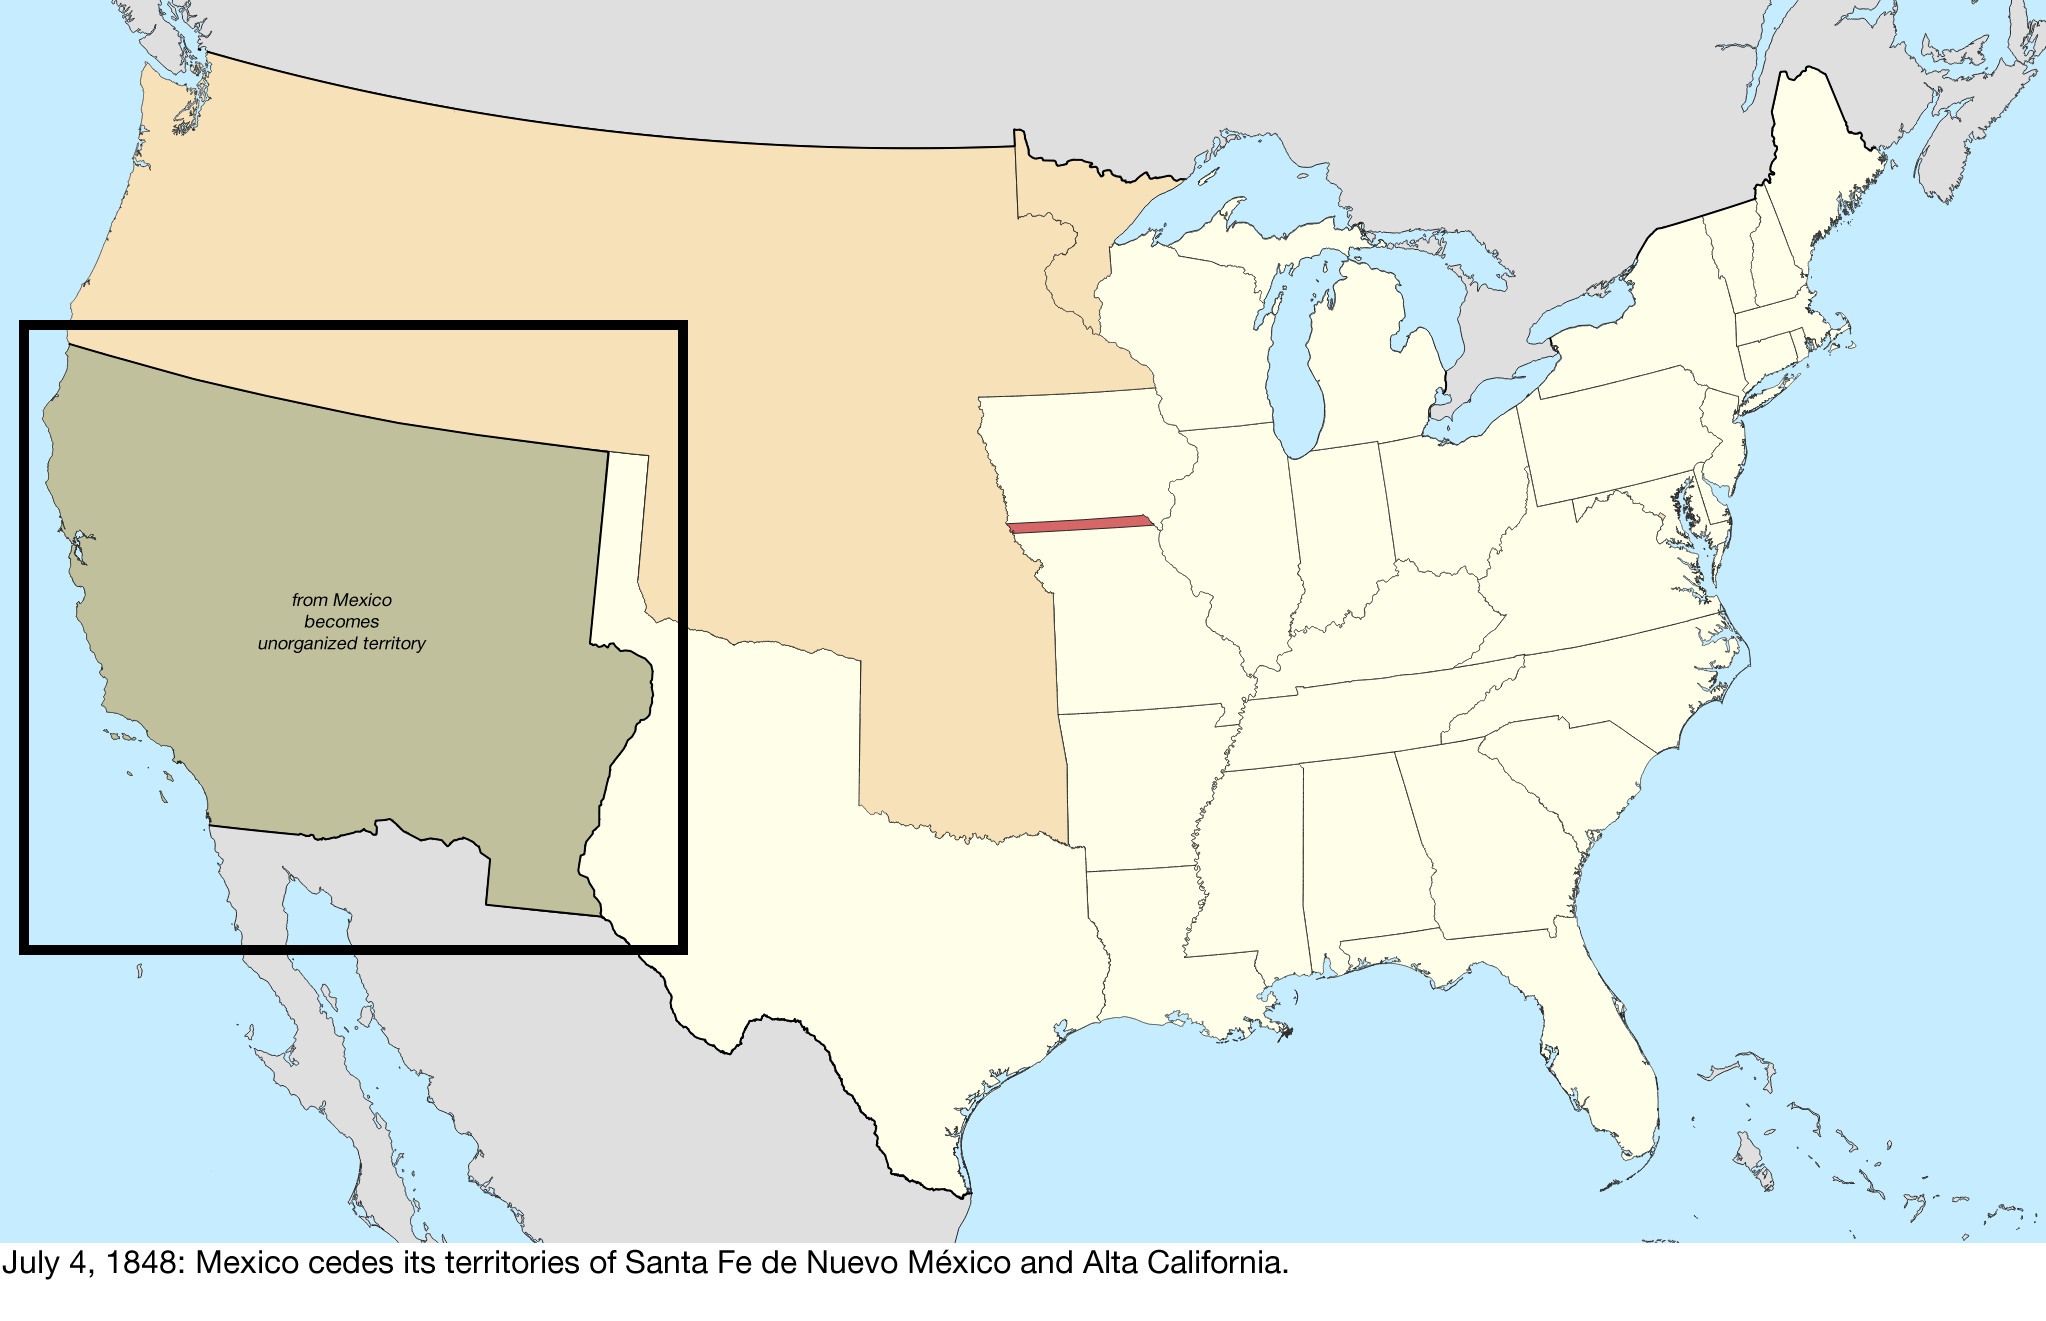 from Mexico
becomes
unorganized territory
July 4, 1848: Mexico cedes its territories of Santa Fe de Nuevo México and Alta California.